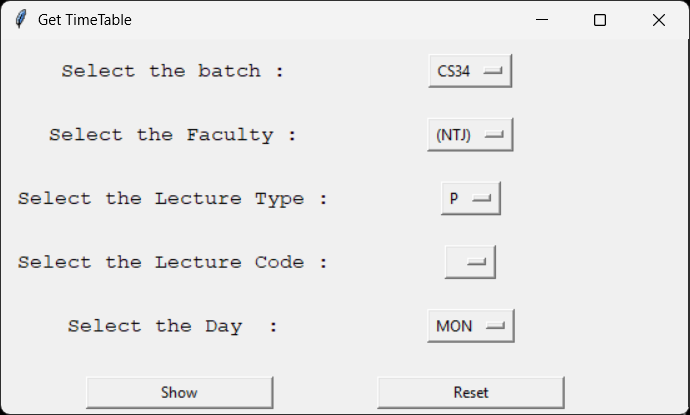 Get TimeTable
Select the batch : CS34
Select the Faculty : (NTJ)
Select the Lecture Type : P
Select the Lecture Code :
Select the Day  : MON
Show Reset